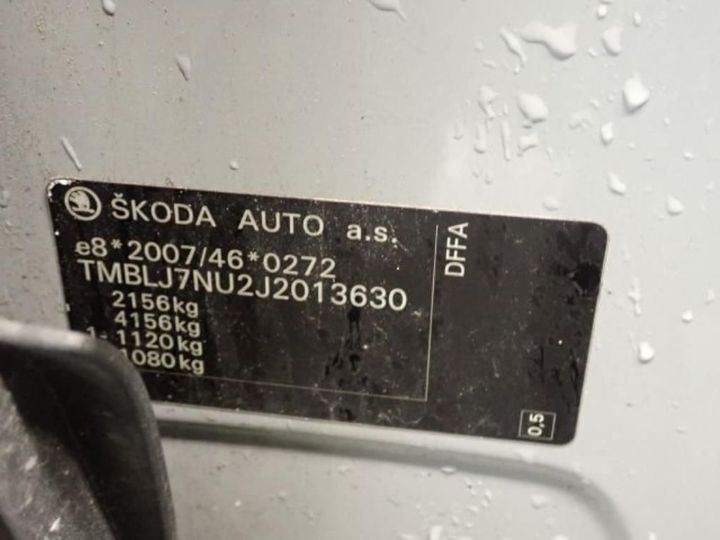 ŠKODA AUTO a.s.
e8*2007/46*0272
TMBLJ7NU2J2013630
2156kg
4156kg
1- 1120kg
1080kg
DFFA
0,5